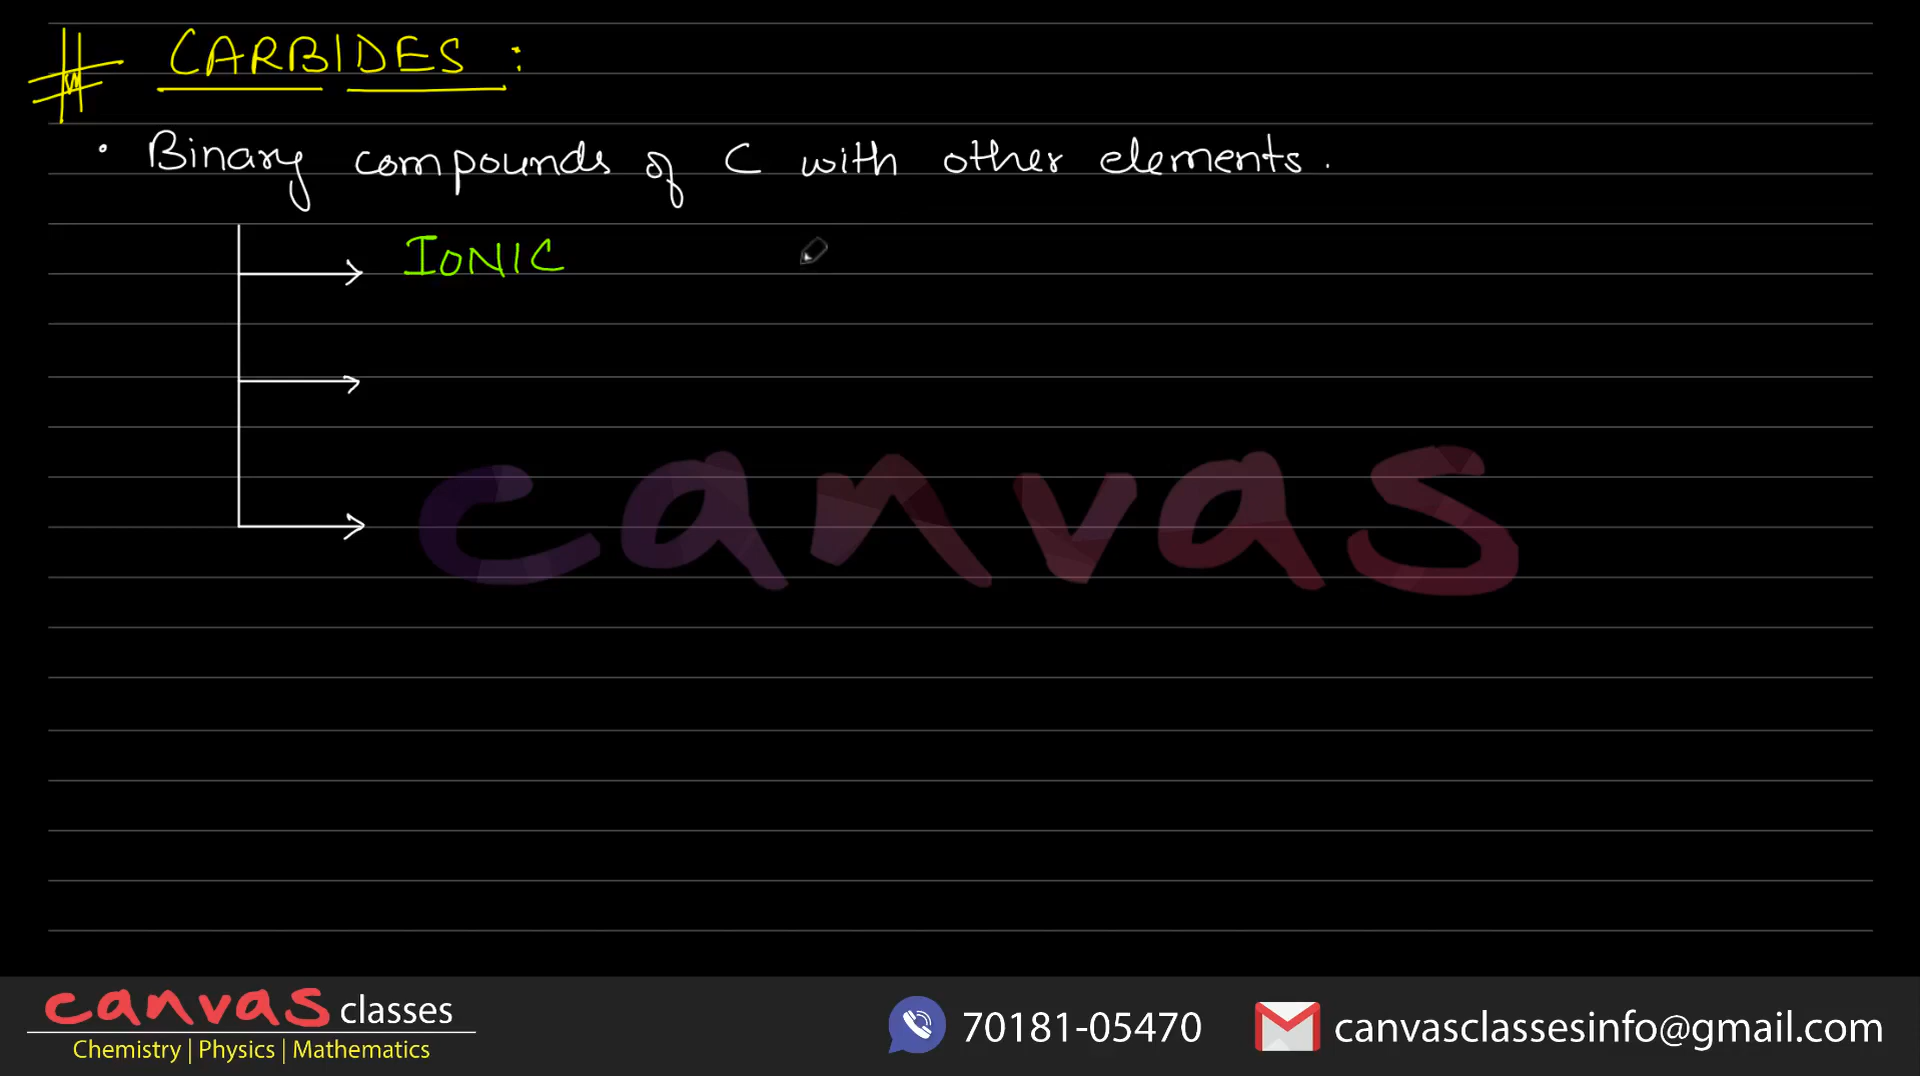 # CARBIDES :
• Binary compounds of C with other elements.
IONIC
canvas
canvas classes
Chemistry | Physics | Mathematics
70181-05470
canvasclassesinfo@gmail.com